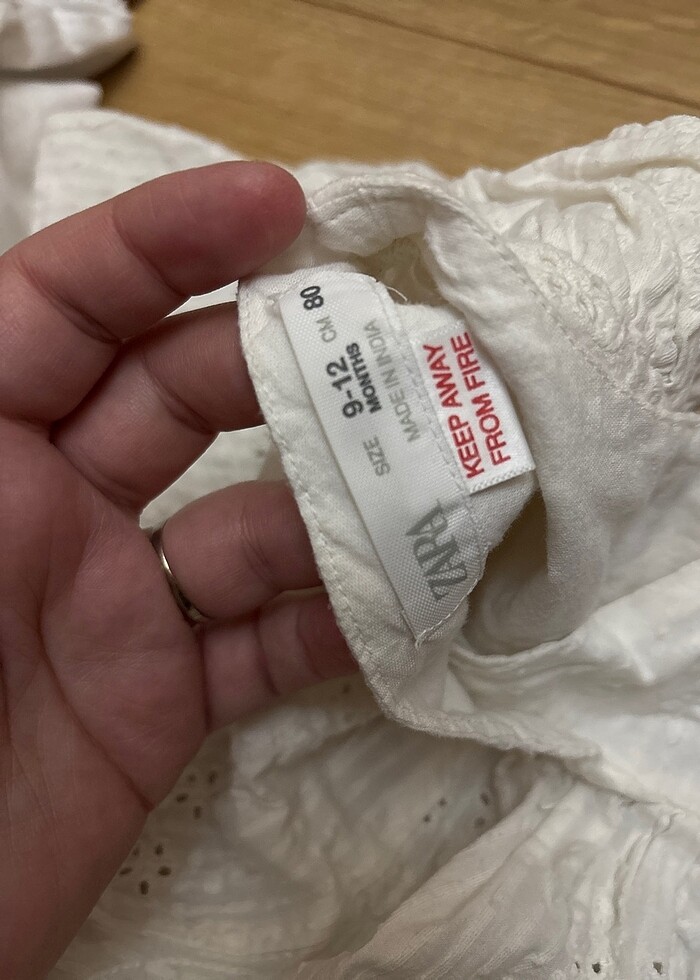 ZARA
SIZE 9-12 CM 80
MONTHS
MADE IN INDIA
KEEP AWAY
FROM FIRE